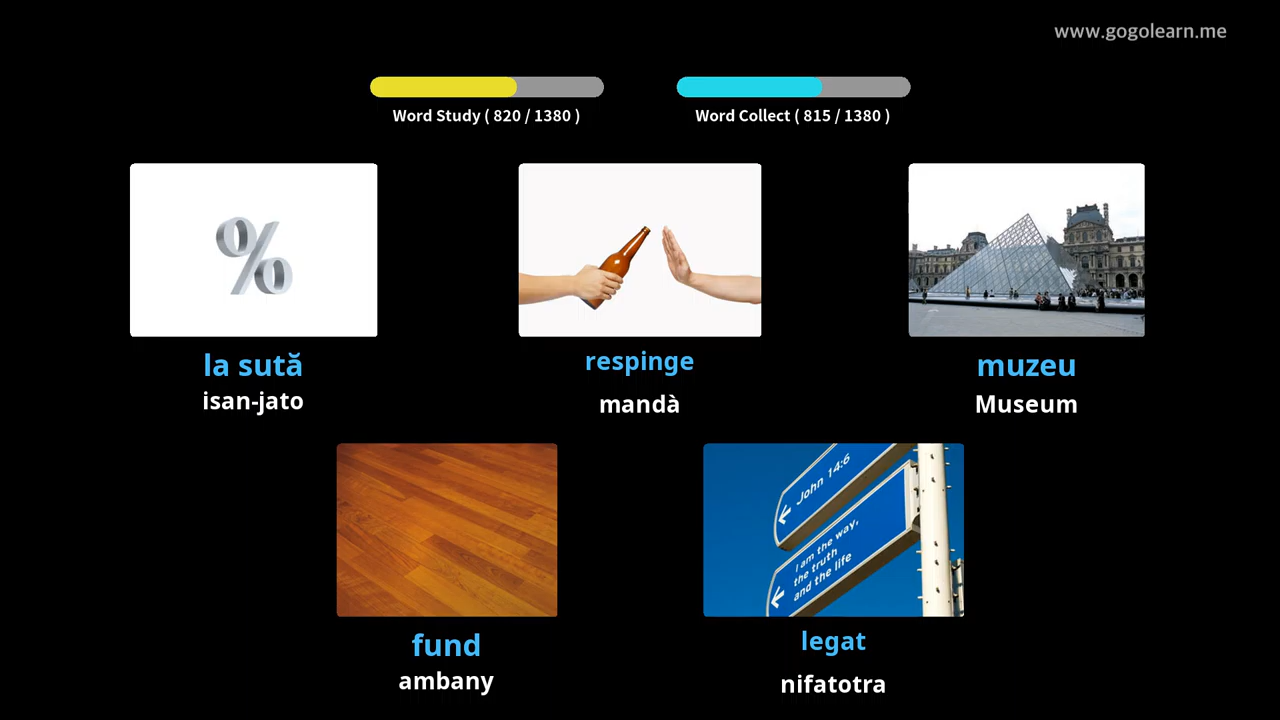 www.gogolearn.me
Word Study ( 820 / 1380 )
Word Collect ( 815 / 1380 )
%
la sută
isan-jato
respinge
mandà
muzeu
Museum
John 14:6
I am the way,
the truth
and the life
fund
ambany
legat
nifatotra